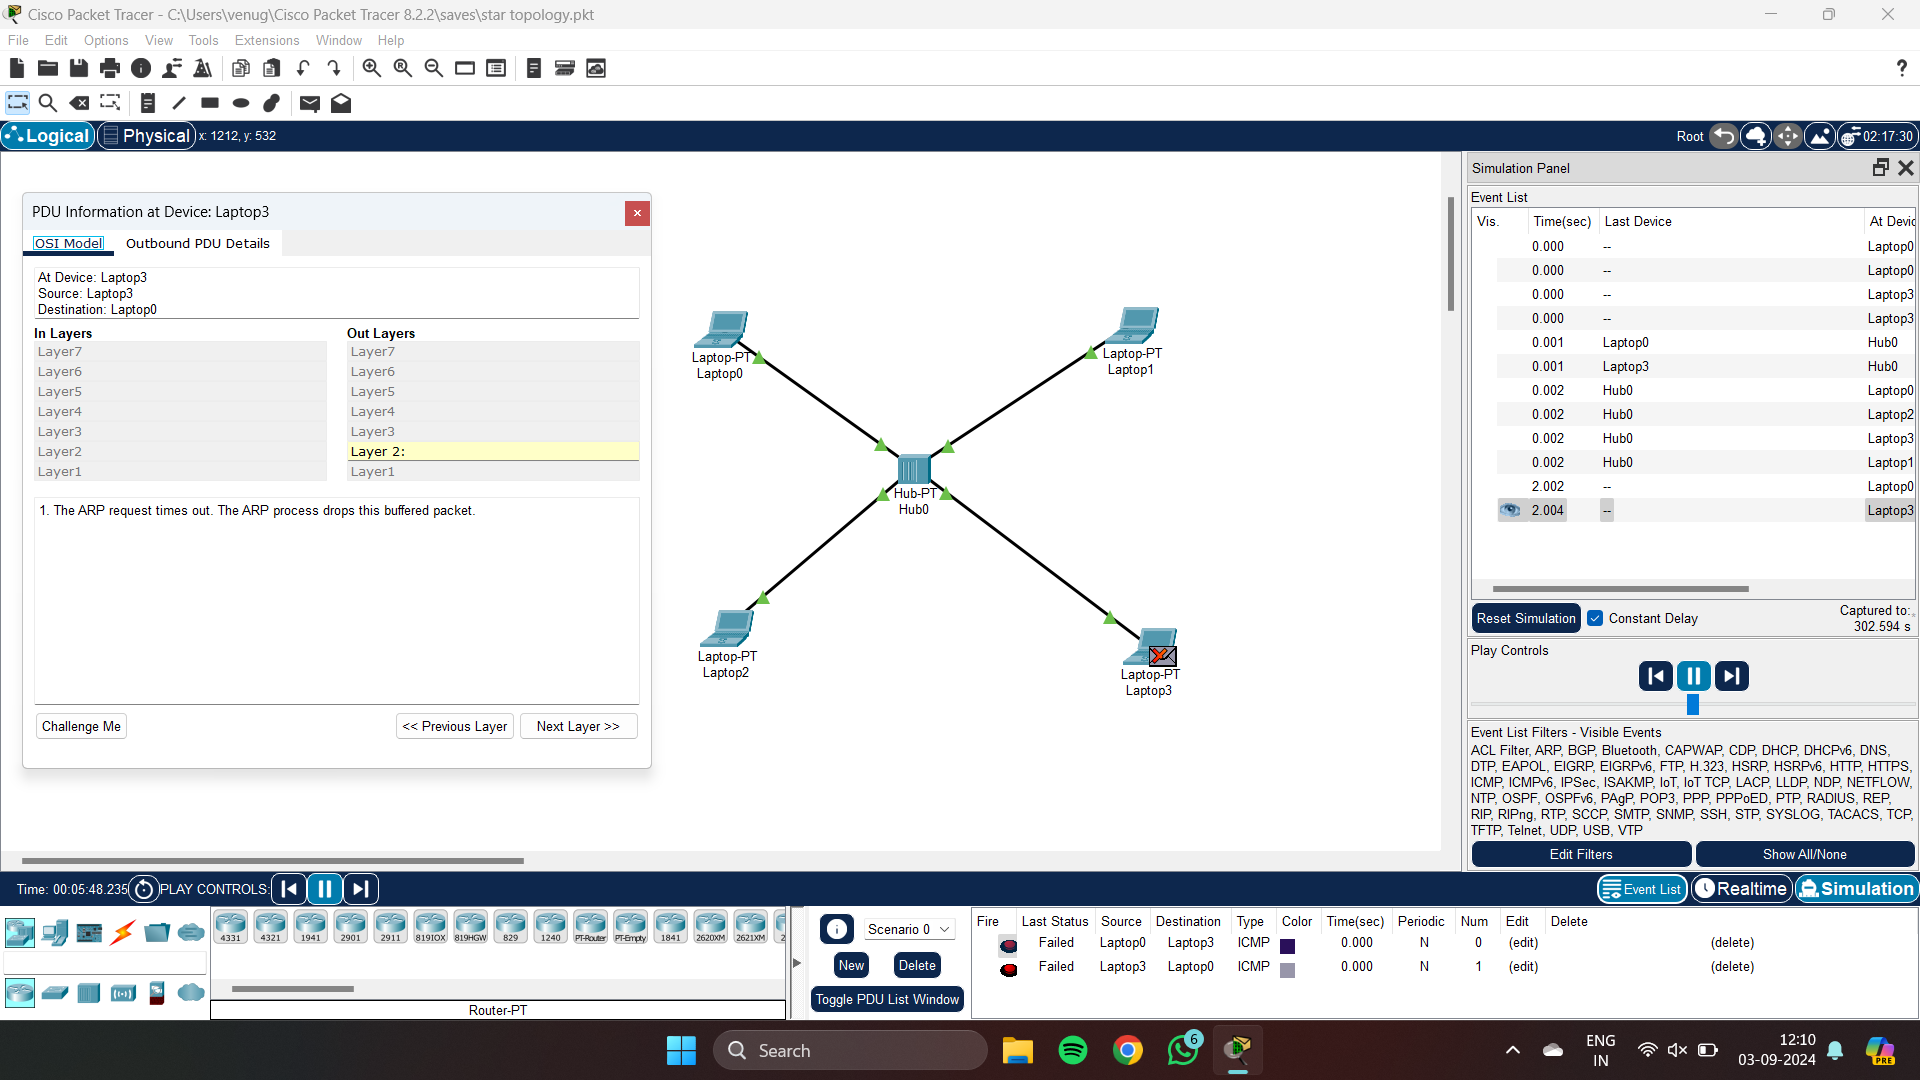 Cisco Packet Tracer - C:\Users\venug\Cisco Packet Tracer 8.2.2\saves\star topology.pkt
File Edit Options View Tools Extensions Window Help
?
Logical Physical x: 1212, y: 532
Root 02:17:30
PDU Information at Device: Laptop3
OSI Model Outbound PDU Details
At Device: Laptop3
Source: Laptop3
Destination: Laptop0
In Layers Out Layers
Layer7 Layer7
Layer6 Layer6
Layer5 Layer5
Layer4 Layer4
Layer3 Layer3
Layer2 Layer 2:
Layer1 Layer1
1. The ARP request times out. The ARP process drops this buffered packet.
Challenge Me << Previous Layer Next Layer >>
Laptop-PT
Laptop0
Laptop-PT
Laptop1
Hub-PT
Hub0
Laptop-PT
Laptop2
Laptop-PT
Laptop3
Simulation Panel
Event List
Vis. Time(sec) Last Device At Devic
0.000 -- Laptop0
0.000 -- Laptop0
0.000 -- Laptop3
0.000 -- Laptop3
0.001 Laptop0 Hub0
0.001 Laptop3 Hub0
0.002 Hub0 Laptop0
0.002 Hub0 Laptop2
0.002 Hub0 Laptop3
0.002 Hub0 Laptop1
2.002 -- Laptop0
2.004 -- Laptop3
Reset Simulation Constant Delay Captured to:
302.594 s
Play Controls
Event List Filters - Visible Events
ACL Filter, ARP, BGP, Bluetooth, CAPWAP, CDP, DHCP, DHCPv6, DNS,
DTP, EAPOL, EIGRP, EIGRPv6, FTP, H.323, HSRP, HSRPv6, HTTP, HTTPS,
ICMP, ICMPv6, IPSec, ISAKMP, IoT, IoT TCP, LACP, LLDP, NDP, NETFLOW,
NTP, OSPF, OSPFv6, PAgP, POP3, PPP, PPPoED, PTP, RADIUS, REP,
RIP, RIPng, RTP, SCCP, SMTP, SNMP, SSH, STP, SYSLOG, TACACS, TCP,
TFTP, Telnet, UDP, USB, VTP
Edit Filters Show All/None
Time: 00:05:48.235 PLAY CONTROLS:
Event List Realtime Simulation
4331 4321 1941 2901 2911 819IOX 819HGW 829 1240 PT-Router PT-Empty 1841 2620XM 2621XM 2
Router-PT
Scenario 0
New Delete
Toggle PDU List Window
Fire Last Status Source Destination Type Color Time(sec) Periodic Num Edit Delete
Failed Laptop0 Laptop3 ICMP 0.000 N 0 (edit) (delete)
Failed Laptop3 Laptop0 ICMP 0.000 N 1 (edit) (delete)
Search
6
ENG
IN
12:10
03-09-2024
PRE